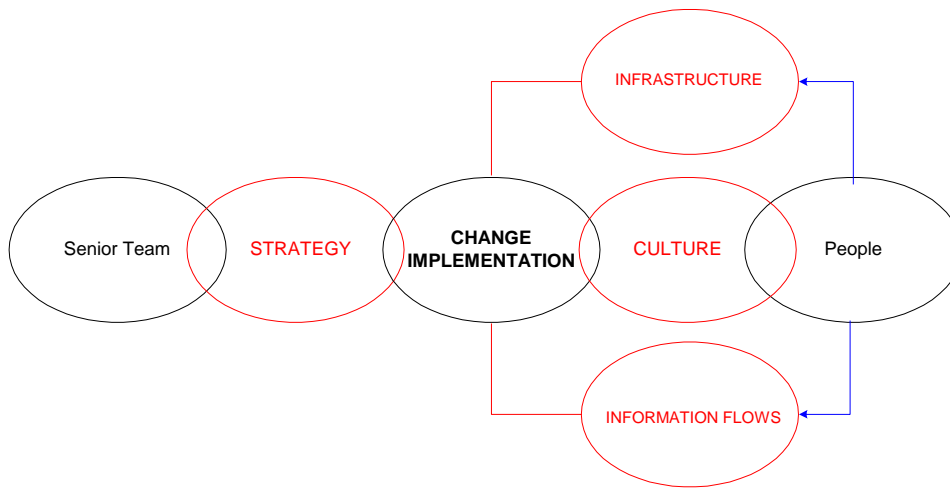 INFRASTRUCTURE
Senior Team
STRATEGY
CHANGE
IMPLEMENTATION
CULTURE
People
INFORMATION FLOWS